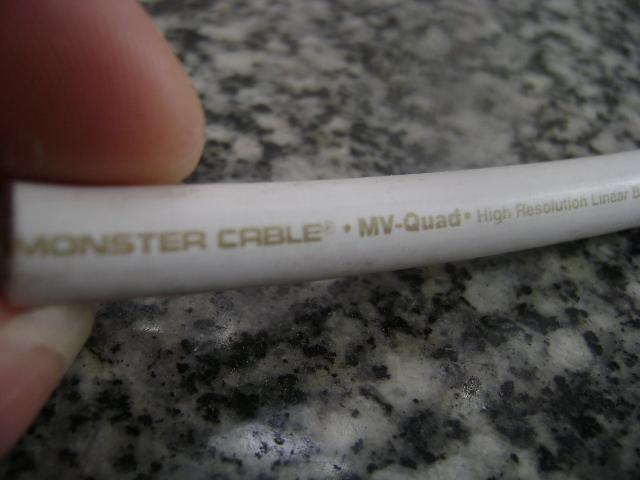 MONSTER CABLE® • MV-Quad • High Resolution Linear